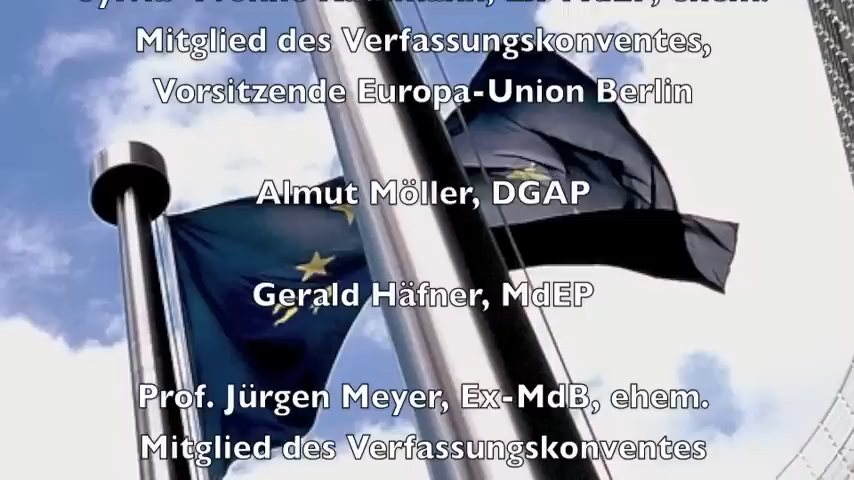 Mitglied des Verfassungskonventes,
Vorsitzende Europa-Union Berlin
Almut Möller, DGAP
Gerald Häfner, MdEP
Prof. Jürgen Meyer, Ex-MdB, ehem.
Mitglied des Verfassungskonventes